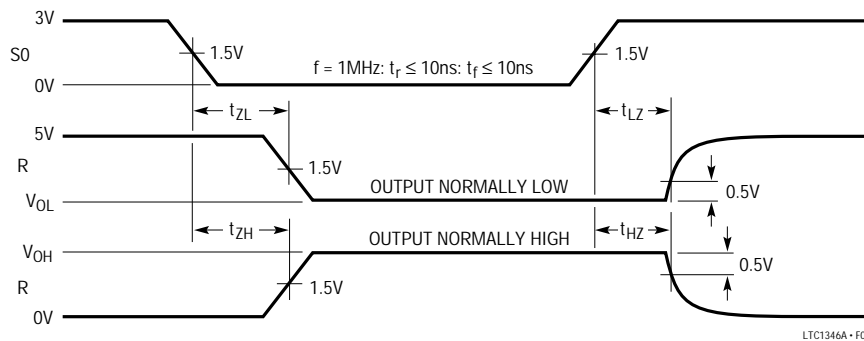 3V
S0
0V
1.5V
f = 1MHz: tr ≤ 10ns: tf ≤ 10ns
1.5V
tZL
tLZ
5V
R
VOL
1.5V
OUTPUT NORMALLY LOW
0.5V
tZH
tHZ
VOH
R
0V
OUTPUT NORMALLY HIGH
1.5V
0.5V
LTC1346A • F